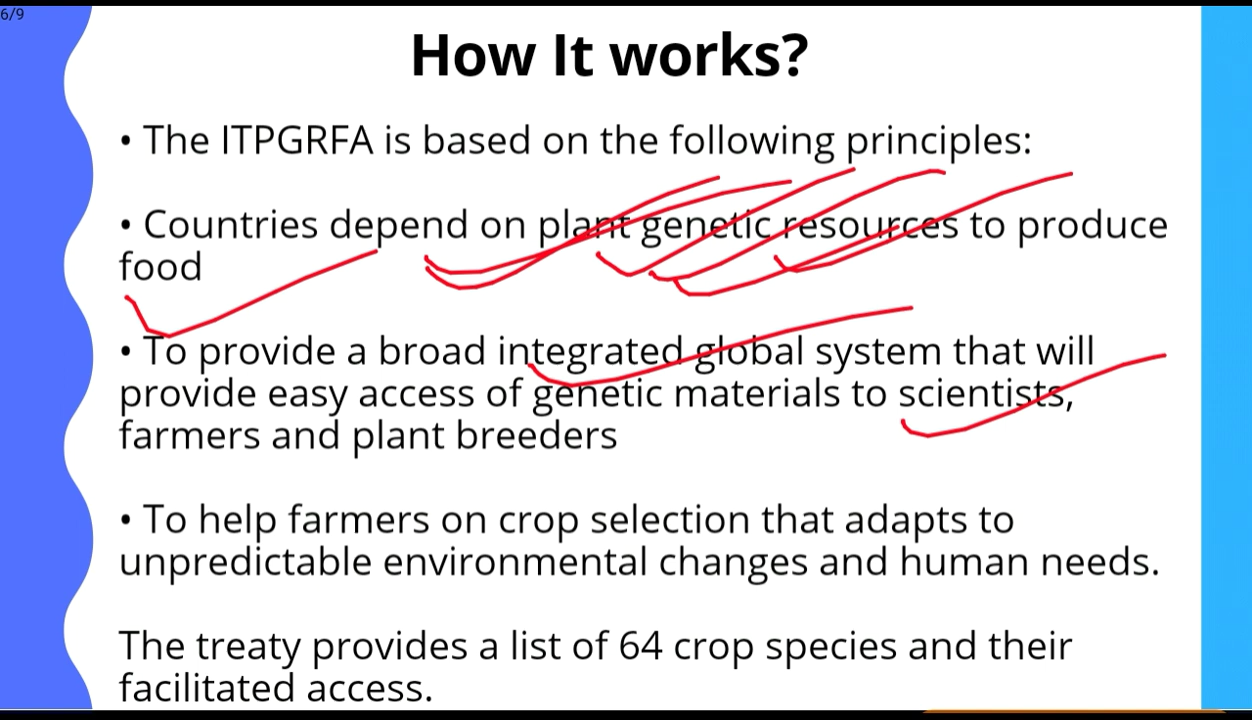 6/9
How It works?
• The ITPGRFA is based on the following principles:
• Countries depend on plant genetic resources to produce
food
• To provide a broad integrated global system that will
provide easy access of genetic materials to scientists,
farmers and plant breeders
• To help farmers on crop selection that adapts to
unpredictable environmental changes and human needs.
The treaty provides a list of 64 crop species and their
facilitated access.